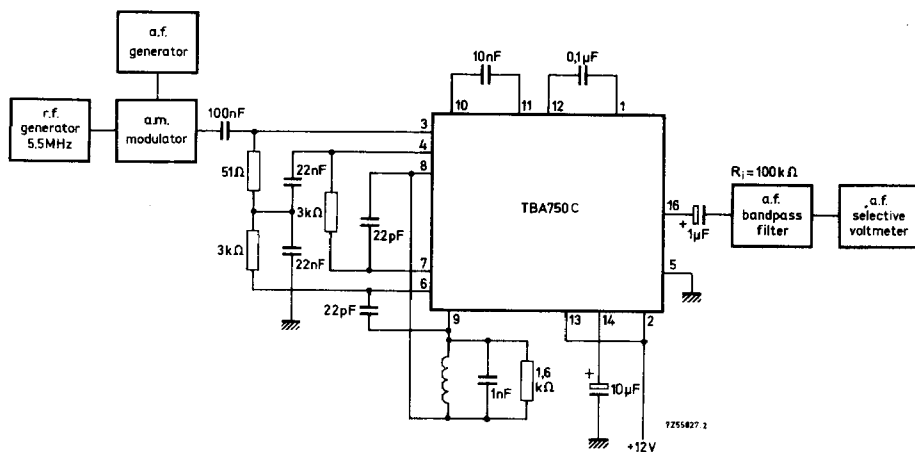 a.f.
generator
r.f.
generator
5,5MHz
a.m.
modulator
100nF
10nF
0,1µF
10
11
12
1
3
4
8
51Ω
22nF
3kΩ
22pF
TBA750C
3kΩ
22nF
7
6
22pF
9
13
14
2
16
5
+
1µF
Ri = 100kΩ
a.f.
bandpass
filter
a.f.
selective
voltmeter
1nF
1,6
kΩ
+
10µF
7Z55827.2
+12V